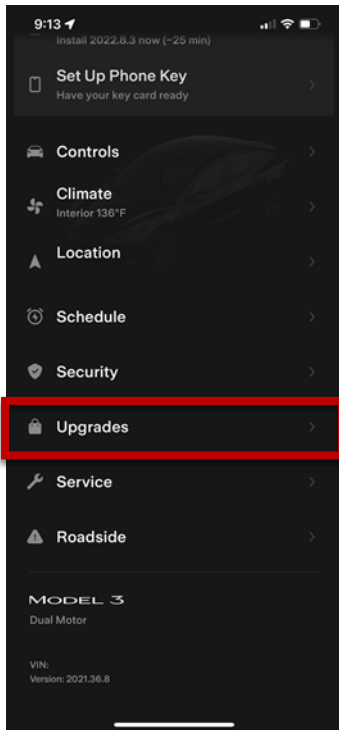 9:13
Install 2022.8.3 now (~25 min)
Set Up Phone Key
Have your key card ready
Controls
Climate
Interior 136°F
Location
Schedule
Security
Upgrades
Service
Roadside
MODEL 3
Dual Motor
VIN:
Version: 2021.36.8